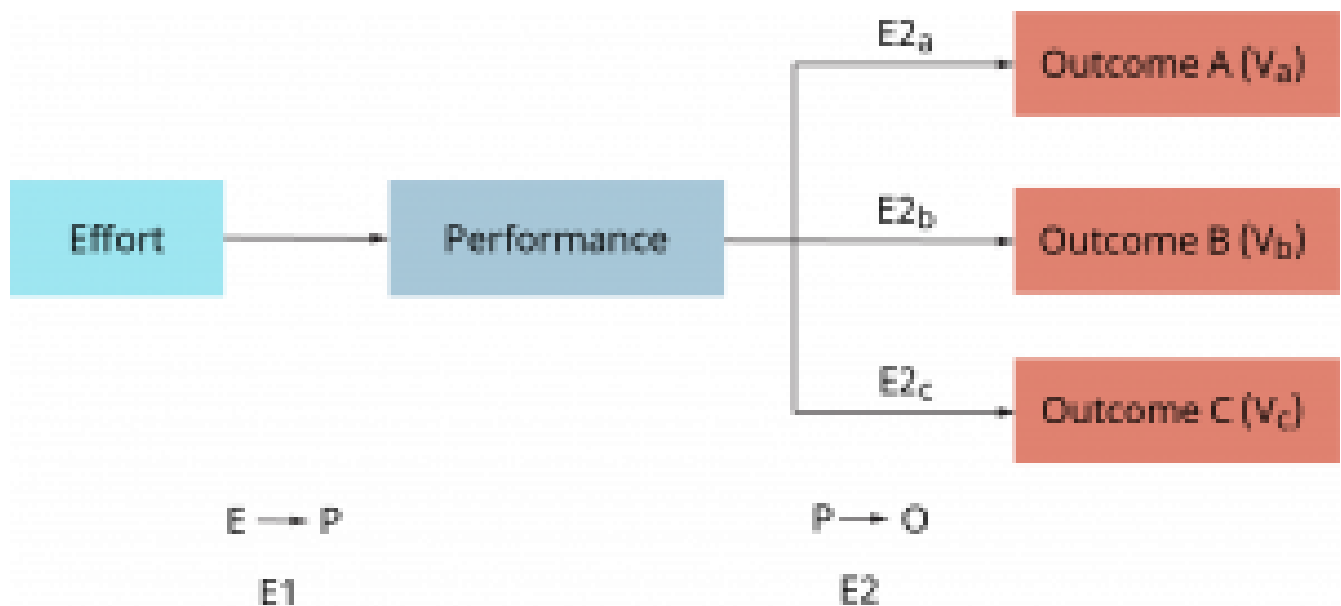 E2a
Outcome A (Va)
Effort
Performance
E2b
Outcome B (Vb)
E2c
Outcome C (Vc)
E → P
P → O
E1
E2